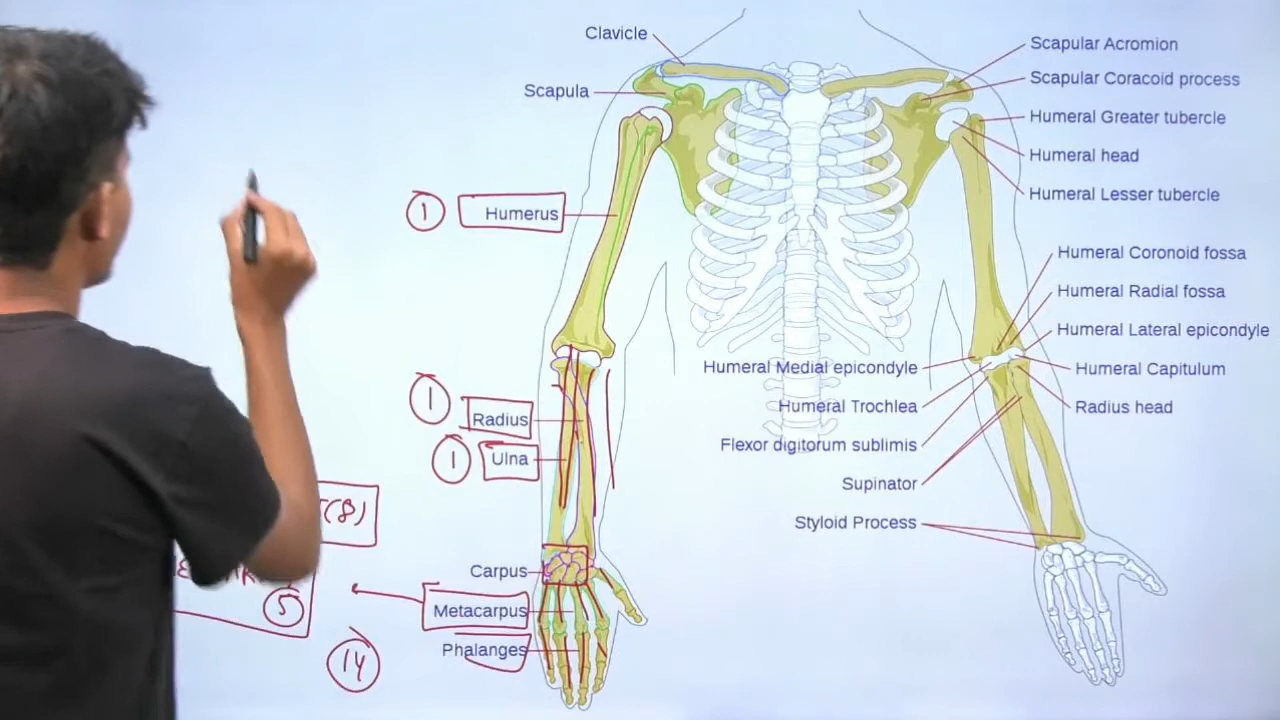 Clavicle
Scapula
① Humerus
① Radius
① Ulna
(8)
Carpus
⑤ Metacarpus
⑭ Phalanges
Scapular Acromion
Scapular Coracoid process
Humeral Greater tubercle
Humeral head
Humeral Lesser tubercle
Humeral Coronoid fossa
Humeral Radial fossa
Humeral Lateral epicondyle
Humeral Medial epicondyle
Humeral Capitulum
Humeral Trochlea
Radius head
Flexor digitorum sublimis
Supinator
Styloid Process